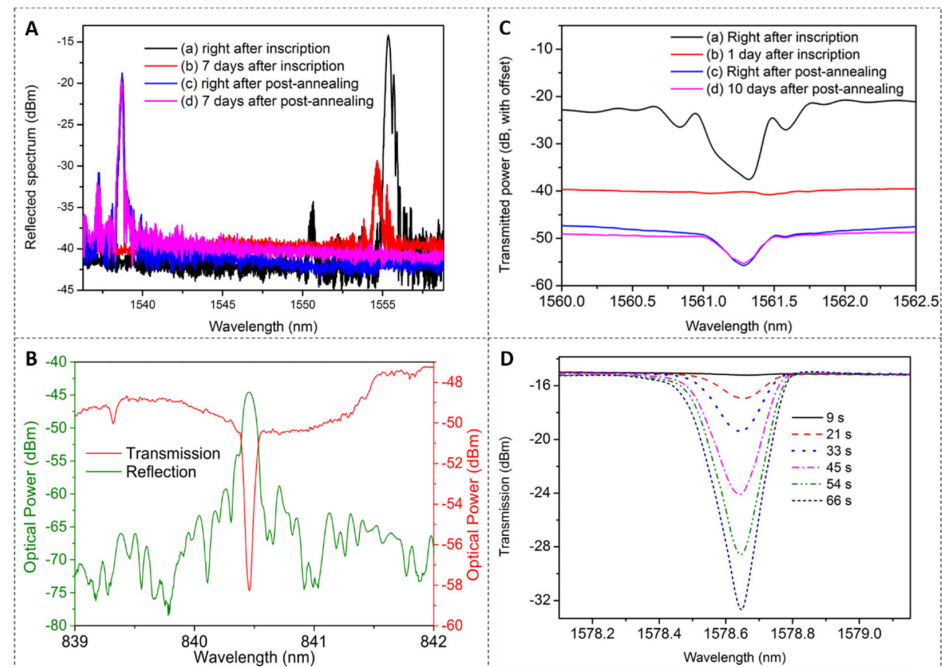 A
(a) right after inscription
(b) 7 days after inscription
(c) right after post-annealing
(d) 7 days after post-annealing
Reflected spectrum (dBm)
-15
-20
-25
-30
-35
-40
-45
1540
1545
1550
1555
Wavelength (nm)
C
(a) Right after inscription
(b) 1 day after inscription
(c) Right after post-annealing
(d) 10 days after post-annealing
Transmitted power (dB, with offset)
-10
-20
-30
-40
-50
-60
1560.0
1560.5
1561.0
1561.5
1562.0
1562.5
Wavelength (nm)
B
Transmission
Reflection
Optical Power (dBm)
-40
-45
-50
-55
-60
-65
-70
-75
-80
839
840
841
842
Wavelength (nm)
-48
-50
-51
-52
-54
-56
-58
-60
Optical Power (dBm)
D
9 s
21 s
33 s
45 s
54 s
66 s
Transmission (dBm)
-16
-20
-24
-28
-32
1578.2
1578.4
1578.6
1578.8
1579.0
Wavelength (nm)